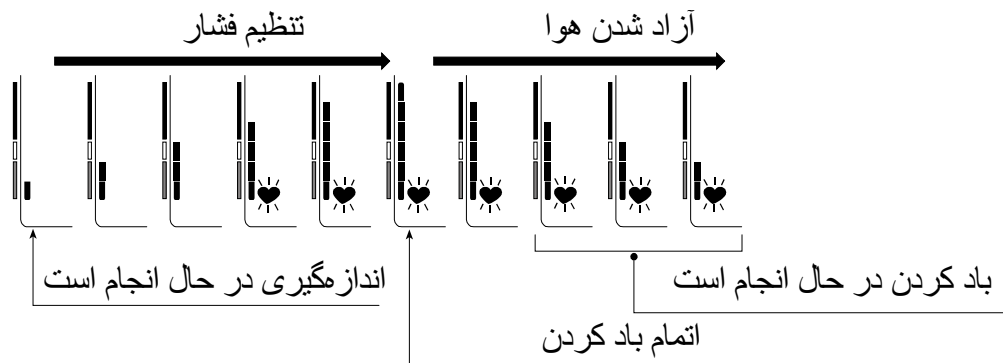 تنظیم فشار
آزاد شدن هوا
اندازه‌گیری در حال انجام است
باد کردن در حال انجام است
اتمام باد کردن